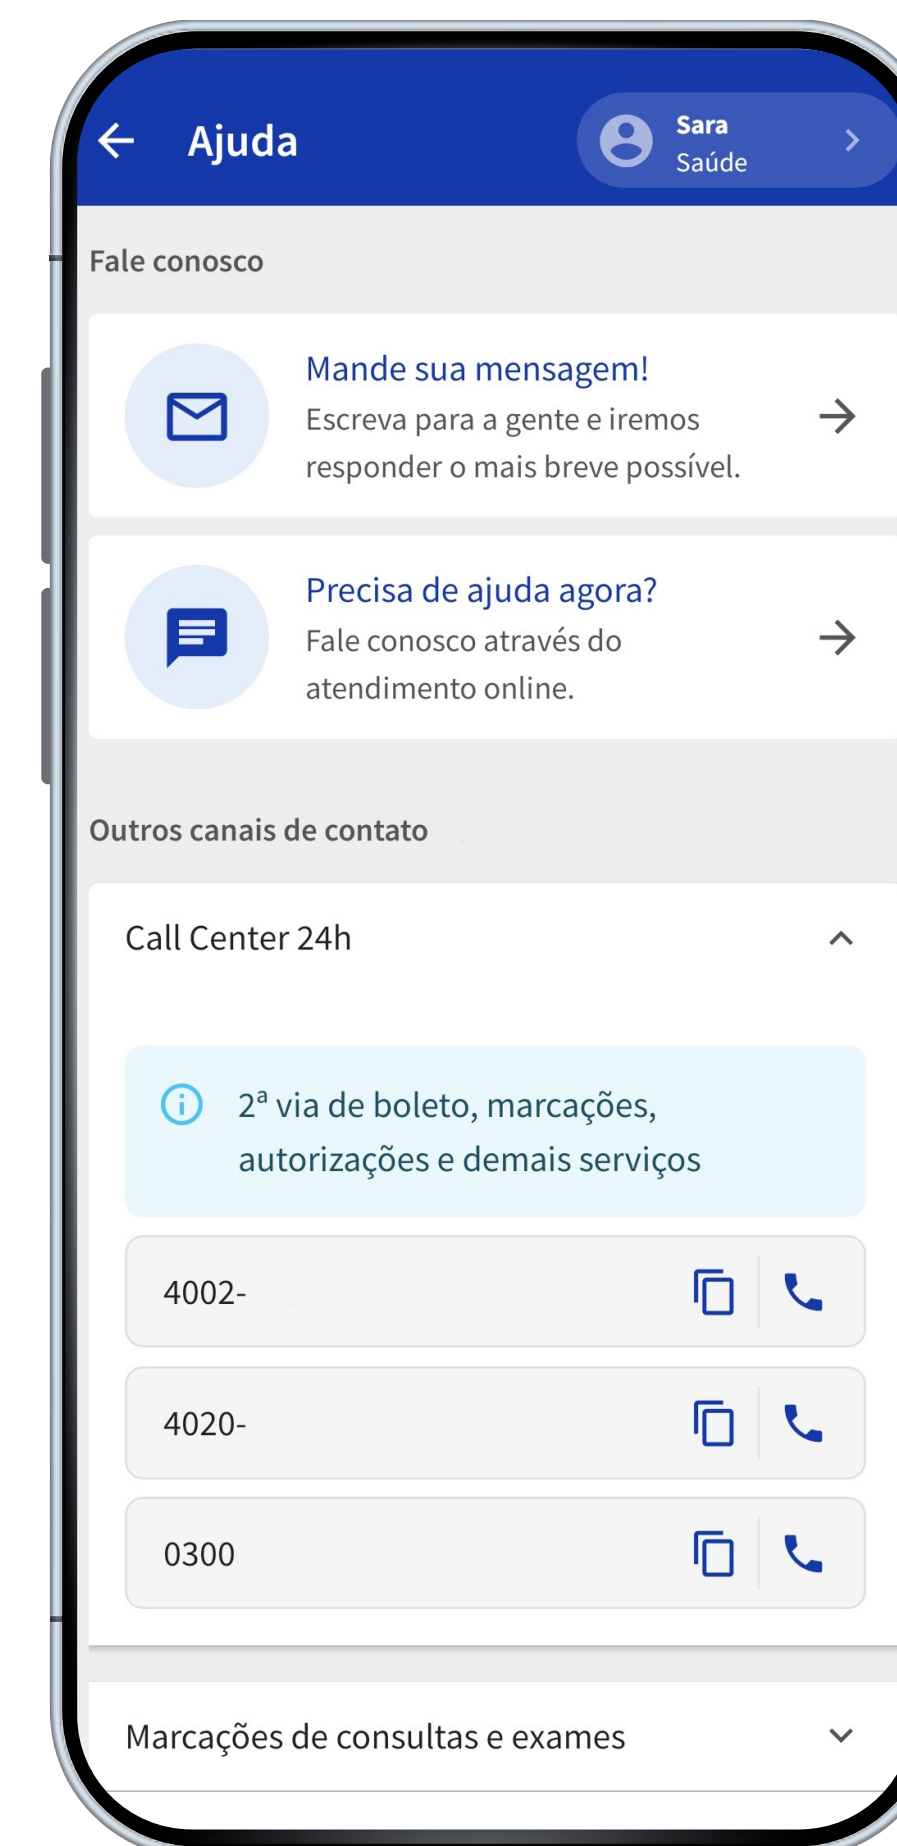 Ajuda
Sara
Saúde
Fale conosco
Mande sua mensagem!
Escreva para a gente e iremos
responder o mais breve possível.
Precisa de ajuda agora?
Fale conosco através do
atendimento online.
Outros canais de contato
Call Center 24h
2ª via de boleto, marcações,
autorizações e demais serviços
4002-
4020-
0300
Marcações de consultas e exames